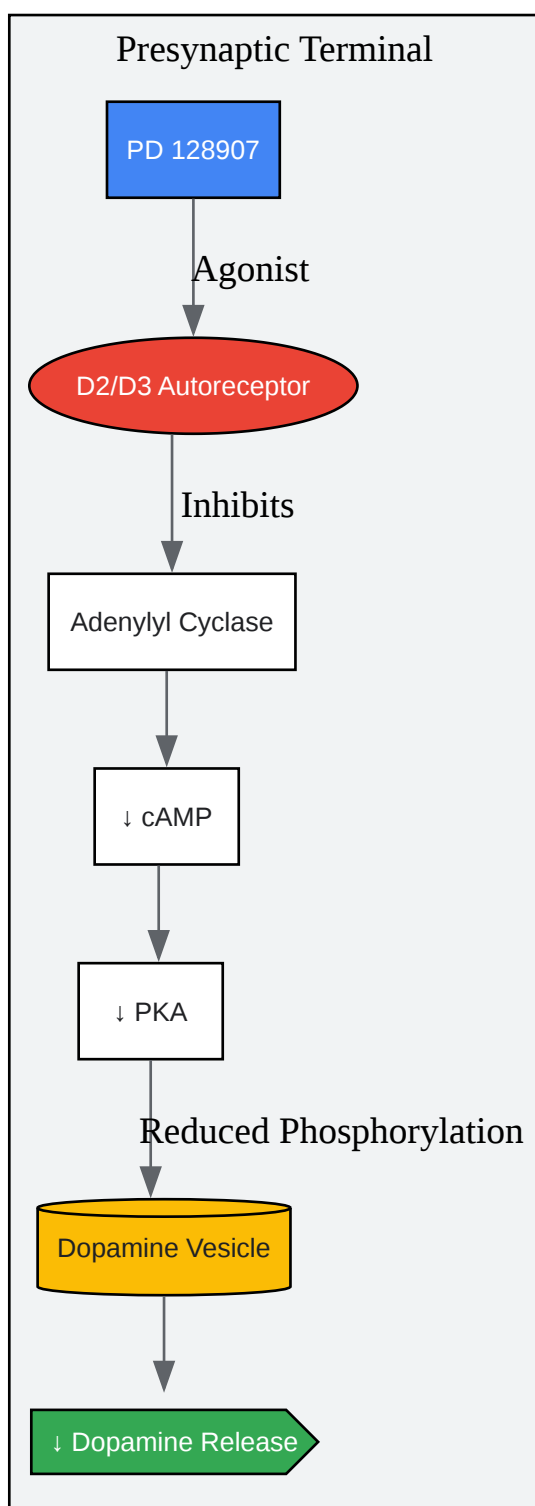 Presynaptic Terminal
PD 128907
Agonist
D2/D3 Autoreceptor
Inhibits
Adenylyl Cyclase
↓ cAMP
↓ PKA
Reduced Phosphorylation
Dopamine Vesicle
↓ Dopamine Release